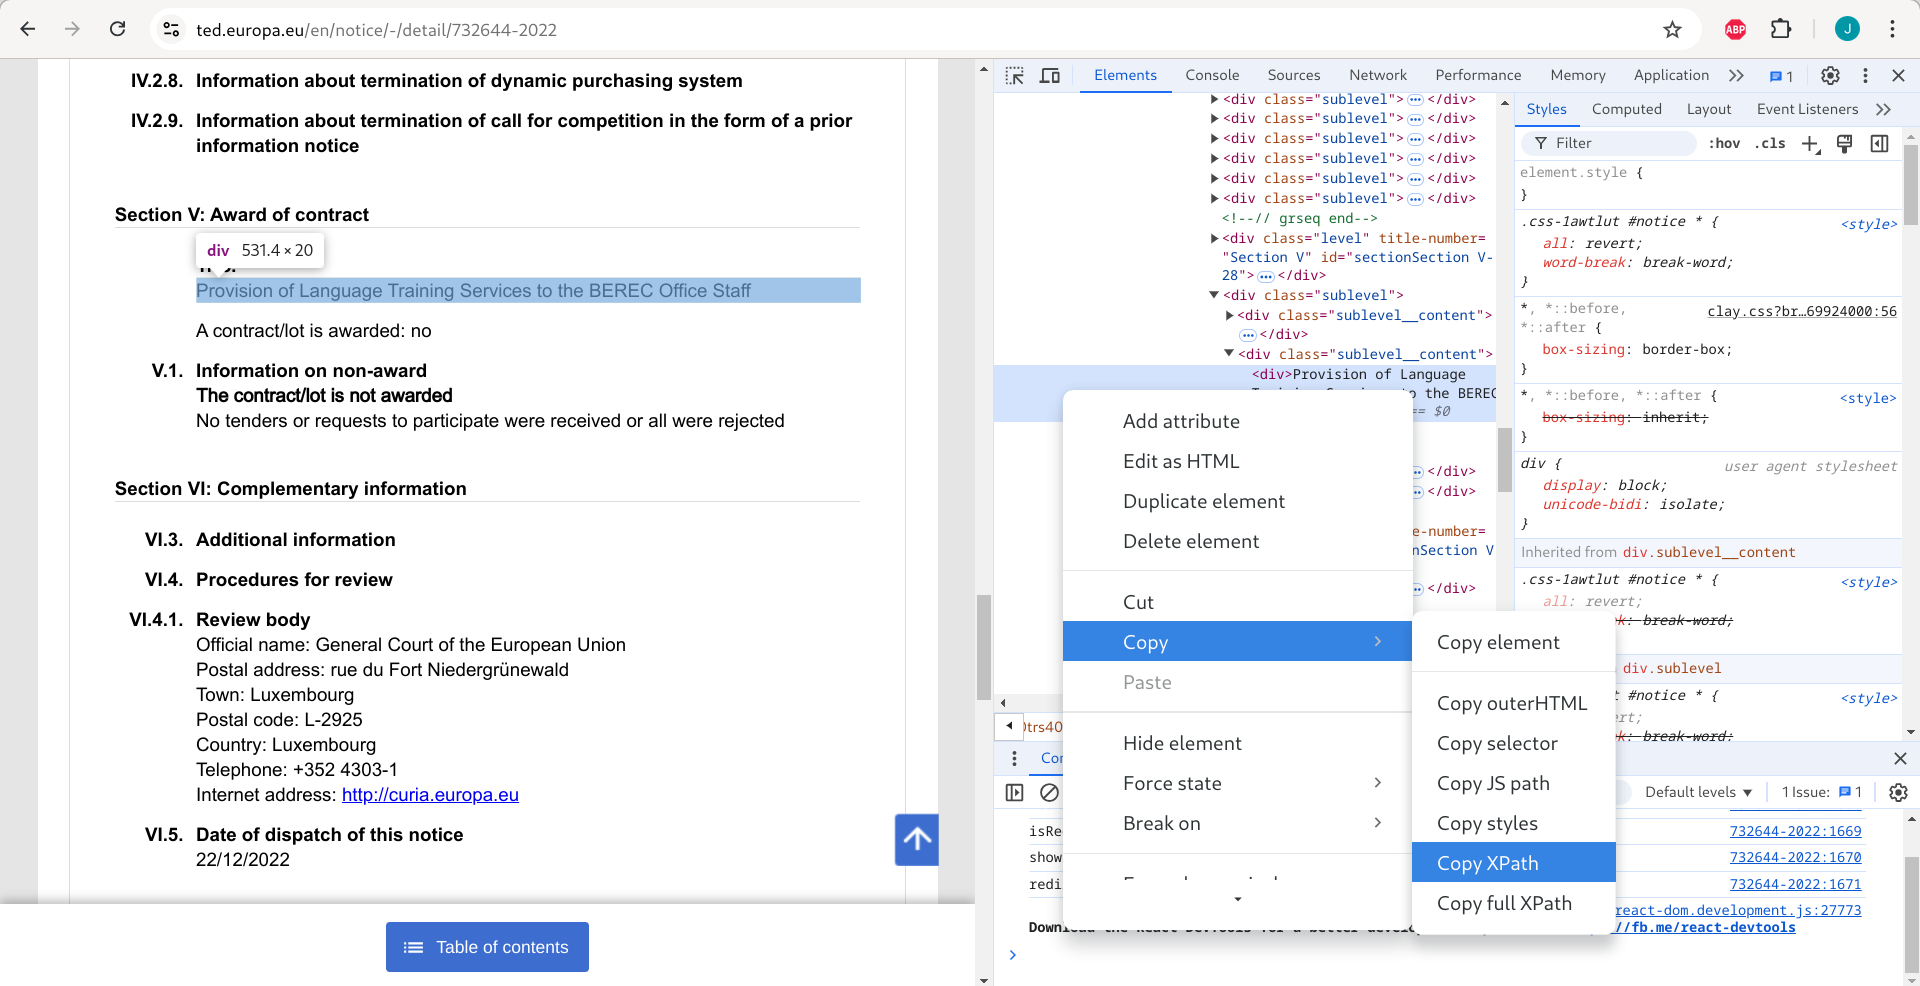 ted.europa.eu/en/notice/-/detail/732644-2022
ABP
J
IV.2.8. Information about termination of dynamic purchasing system
IV.2.9. Information about termination of call for competition in the form of a prior
information notice
Section V: Award of contract
div 531.4 × 20
Provision of Language Training Services to the BEREC Office Staff
A contract/lot is awarded: no
V.1. Information on non-award
The contract/lot is not awarded
No tenders or requests to participate were received or all were rejected
Section VI: Complementary information
VI.3. Additional information
VI.4. Procedures for review
VI.4.1. Review body
Official name: General Court of the European Union
Postal address: rue du Fort Niedergrünewald
Town: Luxembourg
Postal code: L-2925
Country: Luxembourg
Telephone: +352 4303-1
Internet address: http://curia.europa.eu
VI.5. Date of dispatch of this notice
22/12/2022
Table of contents
Elements Console Sources Network Performance Memory Application 1
<div class="sublevel"> </div>
<div class="sublevel"> </div>
<div class="sublevel"> </div>
<div class="sublevel"> </div>
<div class="sublevel"> </div>
<div class="sublevel"> </div>
<!--// grseq end-->
<div class="level" title-number=
"Section V" id="sectionSection V-
28"> </div>
<div class="sublevel">
<div class="sublevel__content">
</div>
<div class="sublevel__content">
<div>Provision of Language
to the BEREC
== $0
</div>
</div>
le-number=
nSection V
</div>
0trs40
Add attribute
Edit as HTML
Duplicate element
Delete element
Cut
Copy
Paste
Hide element
Force state
Break on
Copy element
Copy outerHTML
Copy selector
Copy JS path
Copy styles
Copy XPath
Copy full XPath
Styles Computed Layout Event Listeners
Filter :hov .cls
element.style {
}
.css-1awtlut #notice * { <style>
all: revert;
word-break: break-word;
}
*, *::before, clay.css?br…69924000:56
*::after {
box-sizing: border-box;
}
*, *::before, *::after { <style>
box-sizing: inherit;
}
div { user agent stylesheet
display: block;
unicode-bidi: isolate;
}
Inherited from div.sublevel__content
.css-1awtlut #notice * { <style>
all: revert;
k: break-word;
div.sublevel
t #notice * { <style>
rt;
k: break-word;
Con
Default levels 1 Issue: 1
isRe 732644-2022:1669
show 732644-2022:1670
redi 732644-2022:1671
react-dom.development.js:27773
Download the React DevTools for a better devel //fb.me/react-devtools